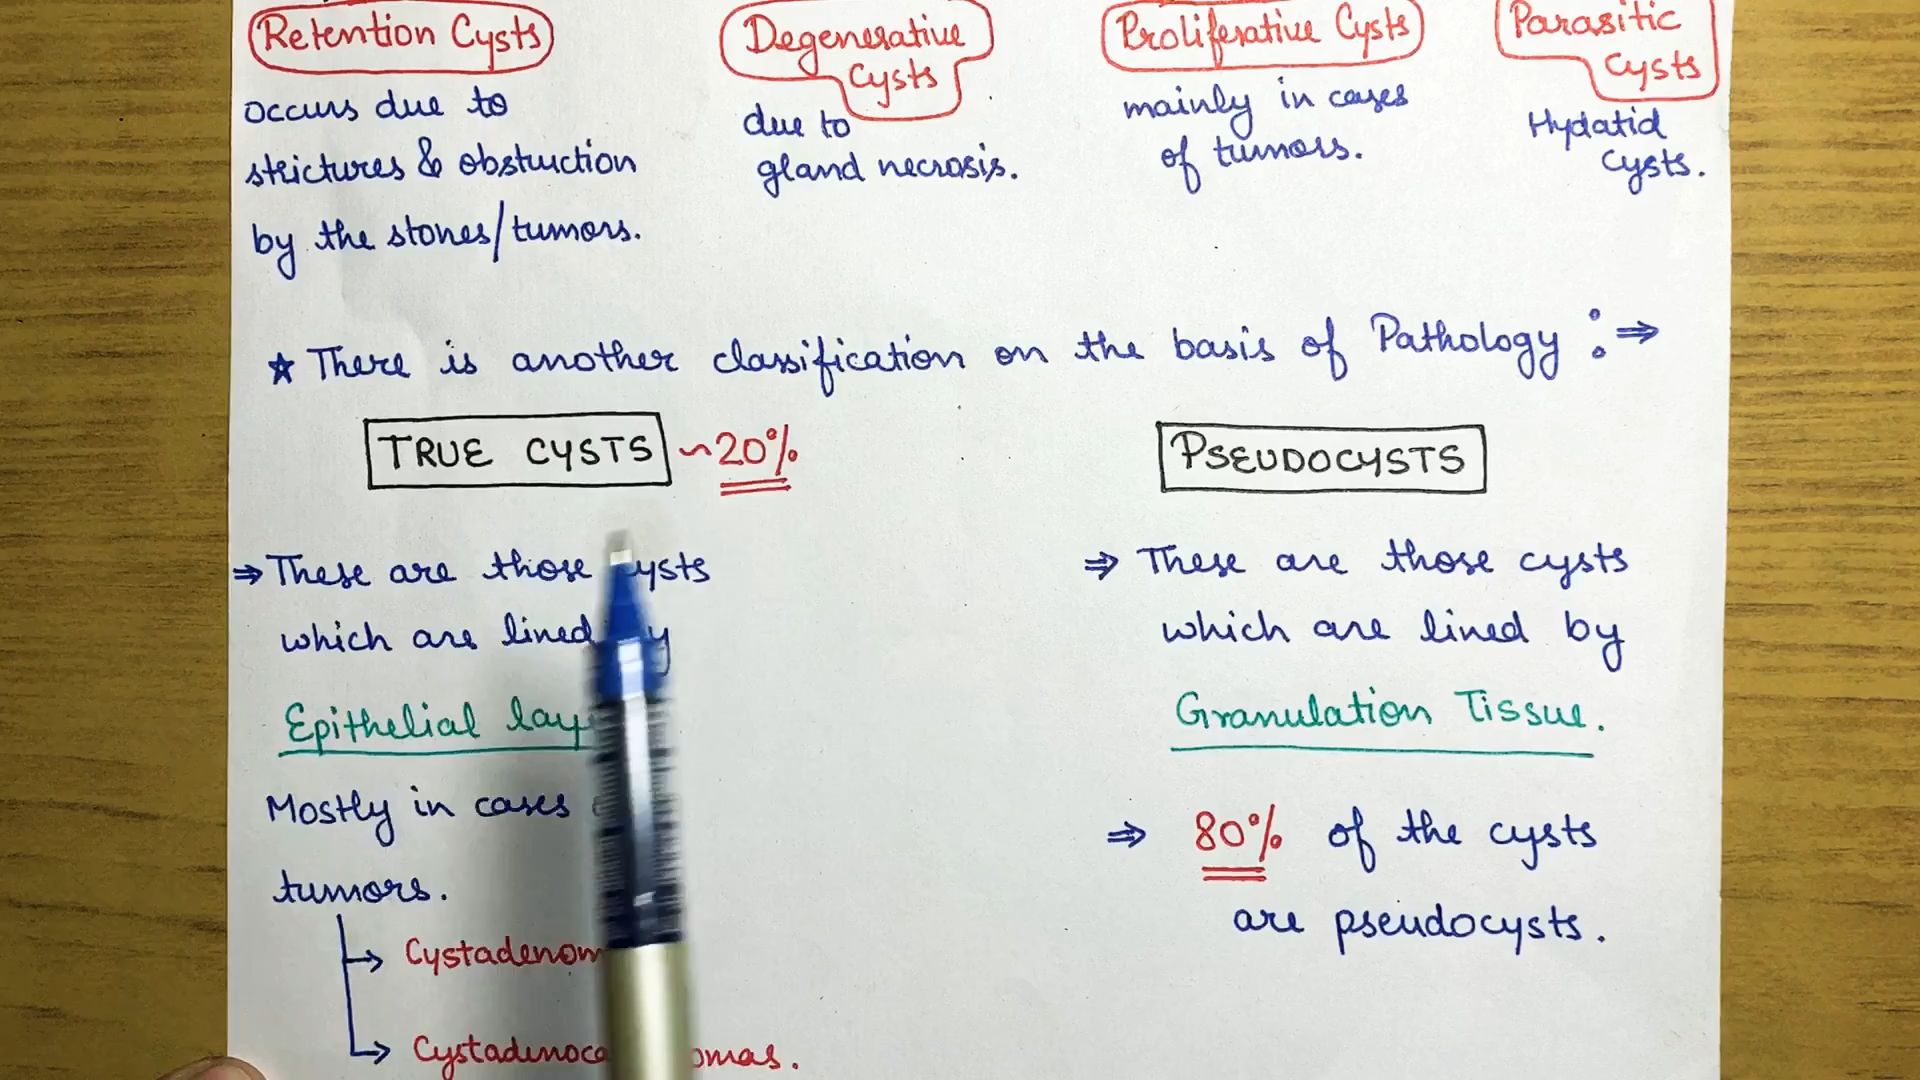 Retention Cysts
occurs due to
strictures & obstruction
by the stones/tumors.
Degenerative
Cysts
due to
gland necrosis.
Proliferative Cysts
mainly in cases
of tumors.
Parasitic
Cysts
Hydatid
Cysts.
★ There is another classification on the basis of Pathology :⇒
TRUE CYSTS ~20%
⇒ These are those cysts
which are lined by
Epithelial
Mostly in cases
tumors.
→
→
PSEUDOCYSTS
⇒ These are those cysts
which are lined by
Granulation Tissue.
⇒ 80% of the cysts
are pseudocysts.